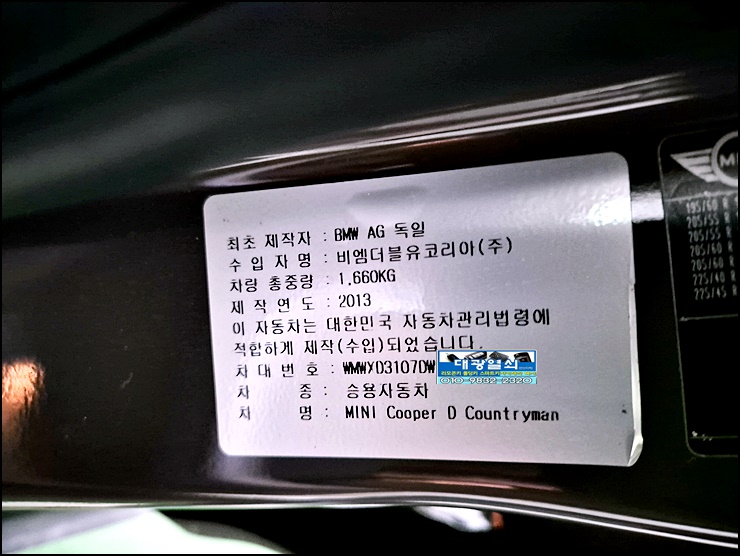 최초 제작자 : BMW AG 독일
수 입 자 명 : 비엠더블유코리아(주)
차량 총중량 : 1,660KG
제 작 연 도 : 2013
이 자동차는 대한민국 자동차관리법령에
적합하게 제작(수입)되었습니다.
차 대 번 호 : WMWXD3107DW
차 종 : 승용자동차
차 명 : MINI Cooper D Countryman
대광열쇠
010 9832 2320